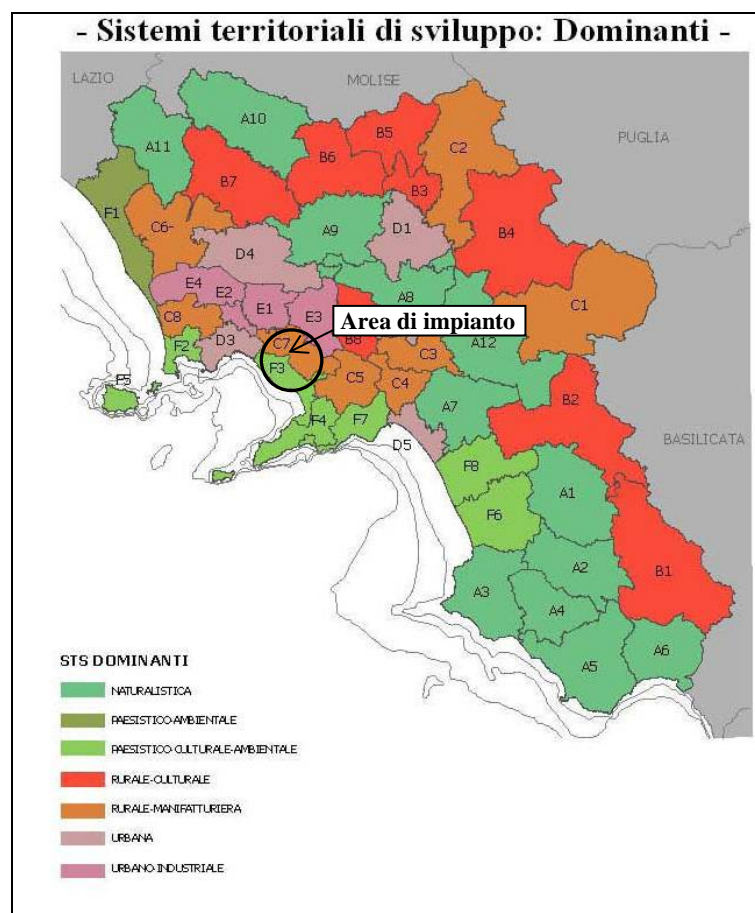 - Sistemi territoriali di sviluppo: Dominanti -
LAZIO
MOLISE
PUGLIA
BASILICATA
A11
A10
B5
B6
C2
B7
B3
F1
C6-
A9
D1
B4
D4
E4
E2
E1
E3
A8
C1
C8
Area di impianto
D3
C7
B8
C3
A12
F2
F3
F5
C5
C4
F4
F7
A7
B2
D5
F8
F6
A1
A2
A3
A4
B1
A5
A6
STS DOMINANTI
NATURALISTICA
PAESISTICO-AMBIENTALE
PAESISTICO-CULTURALE-AMBIENTALE
RURALE-CULTURALE
RURALE-MANIFATTURIERA
URBANA
URBANO-INDUSTRIALE